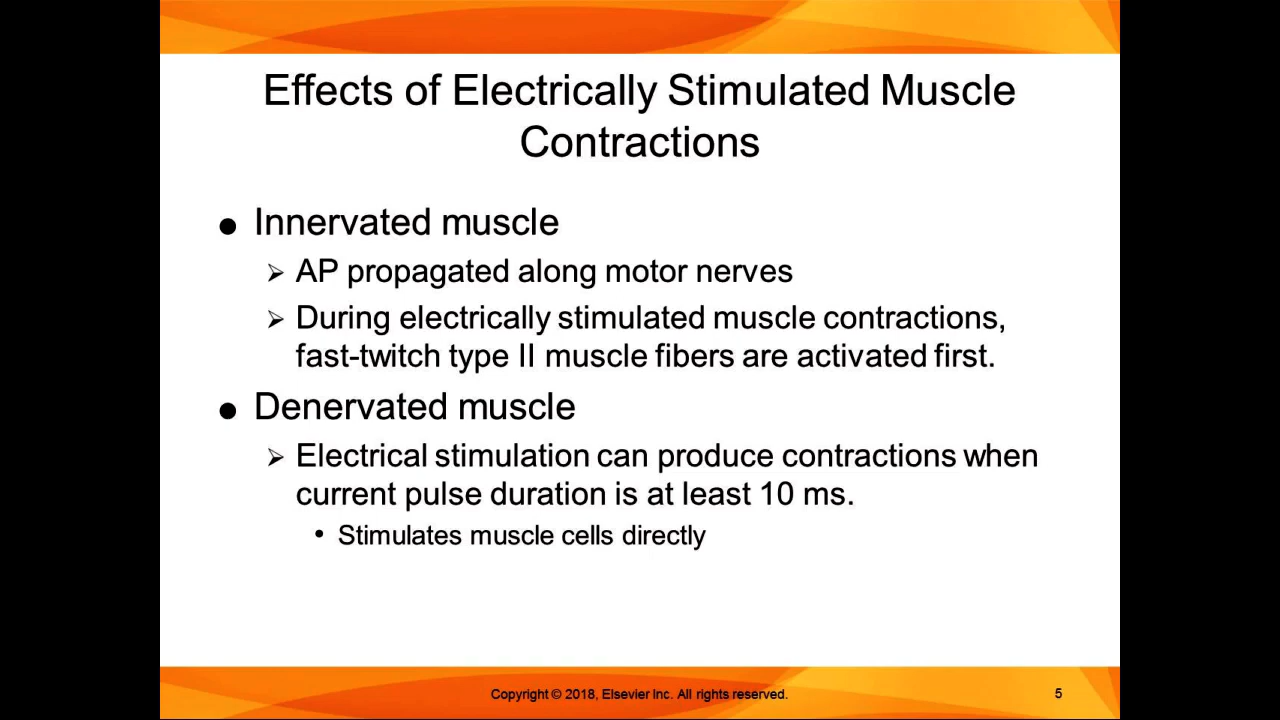 Effects of Electrically Stimulated Muscle
Contractions
● Innervated muscle
➢ AP propagated along motor nerves
➢ During electrically stimulated muscle contractions,
fast-twitch type II muscle fibers are activated first.
● Denervated muscle
➢ Electrical stimulation can produce contractions when
current pulse duration is at least 10 ms.
• Stimulates muscle cells directly
Copyright © 2018, Elsevier Inc. All rights reserved.
5